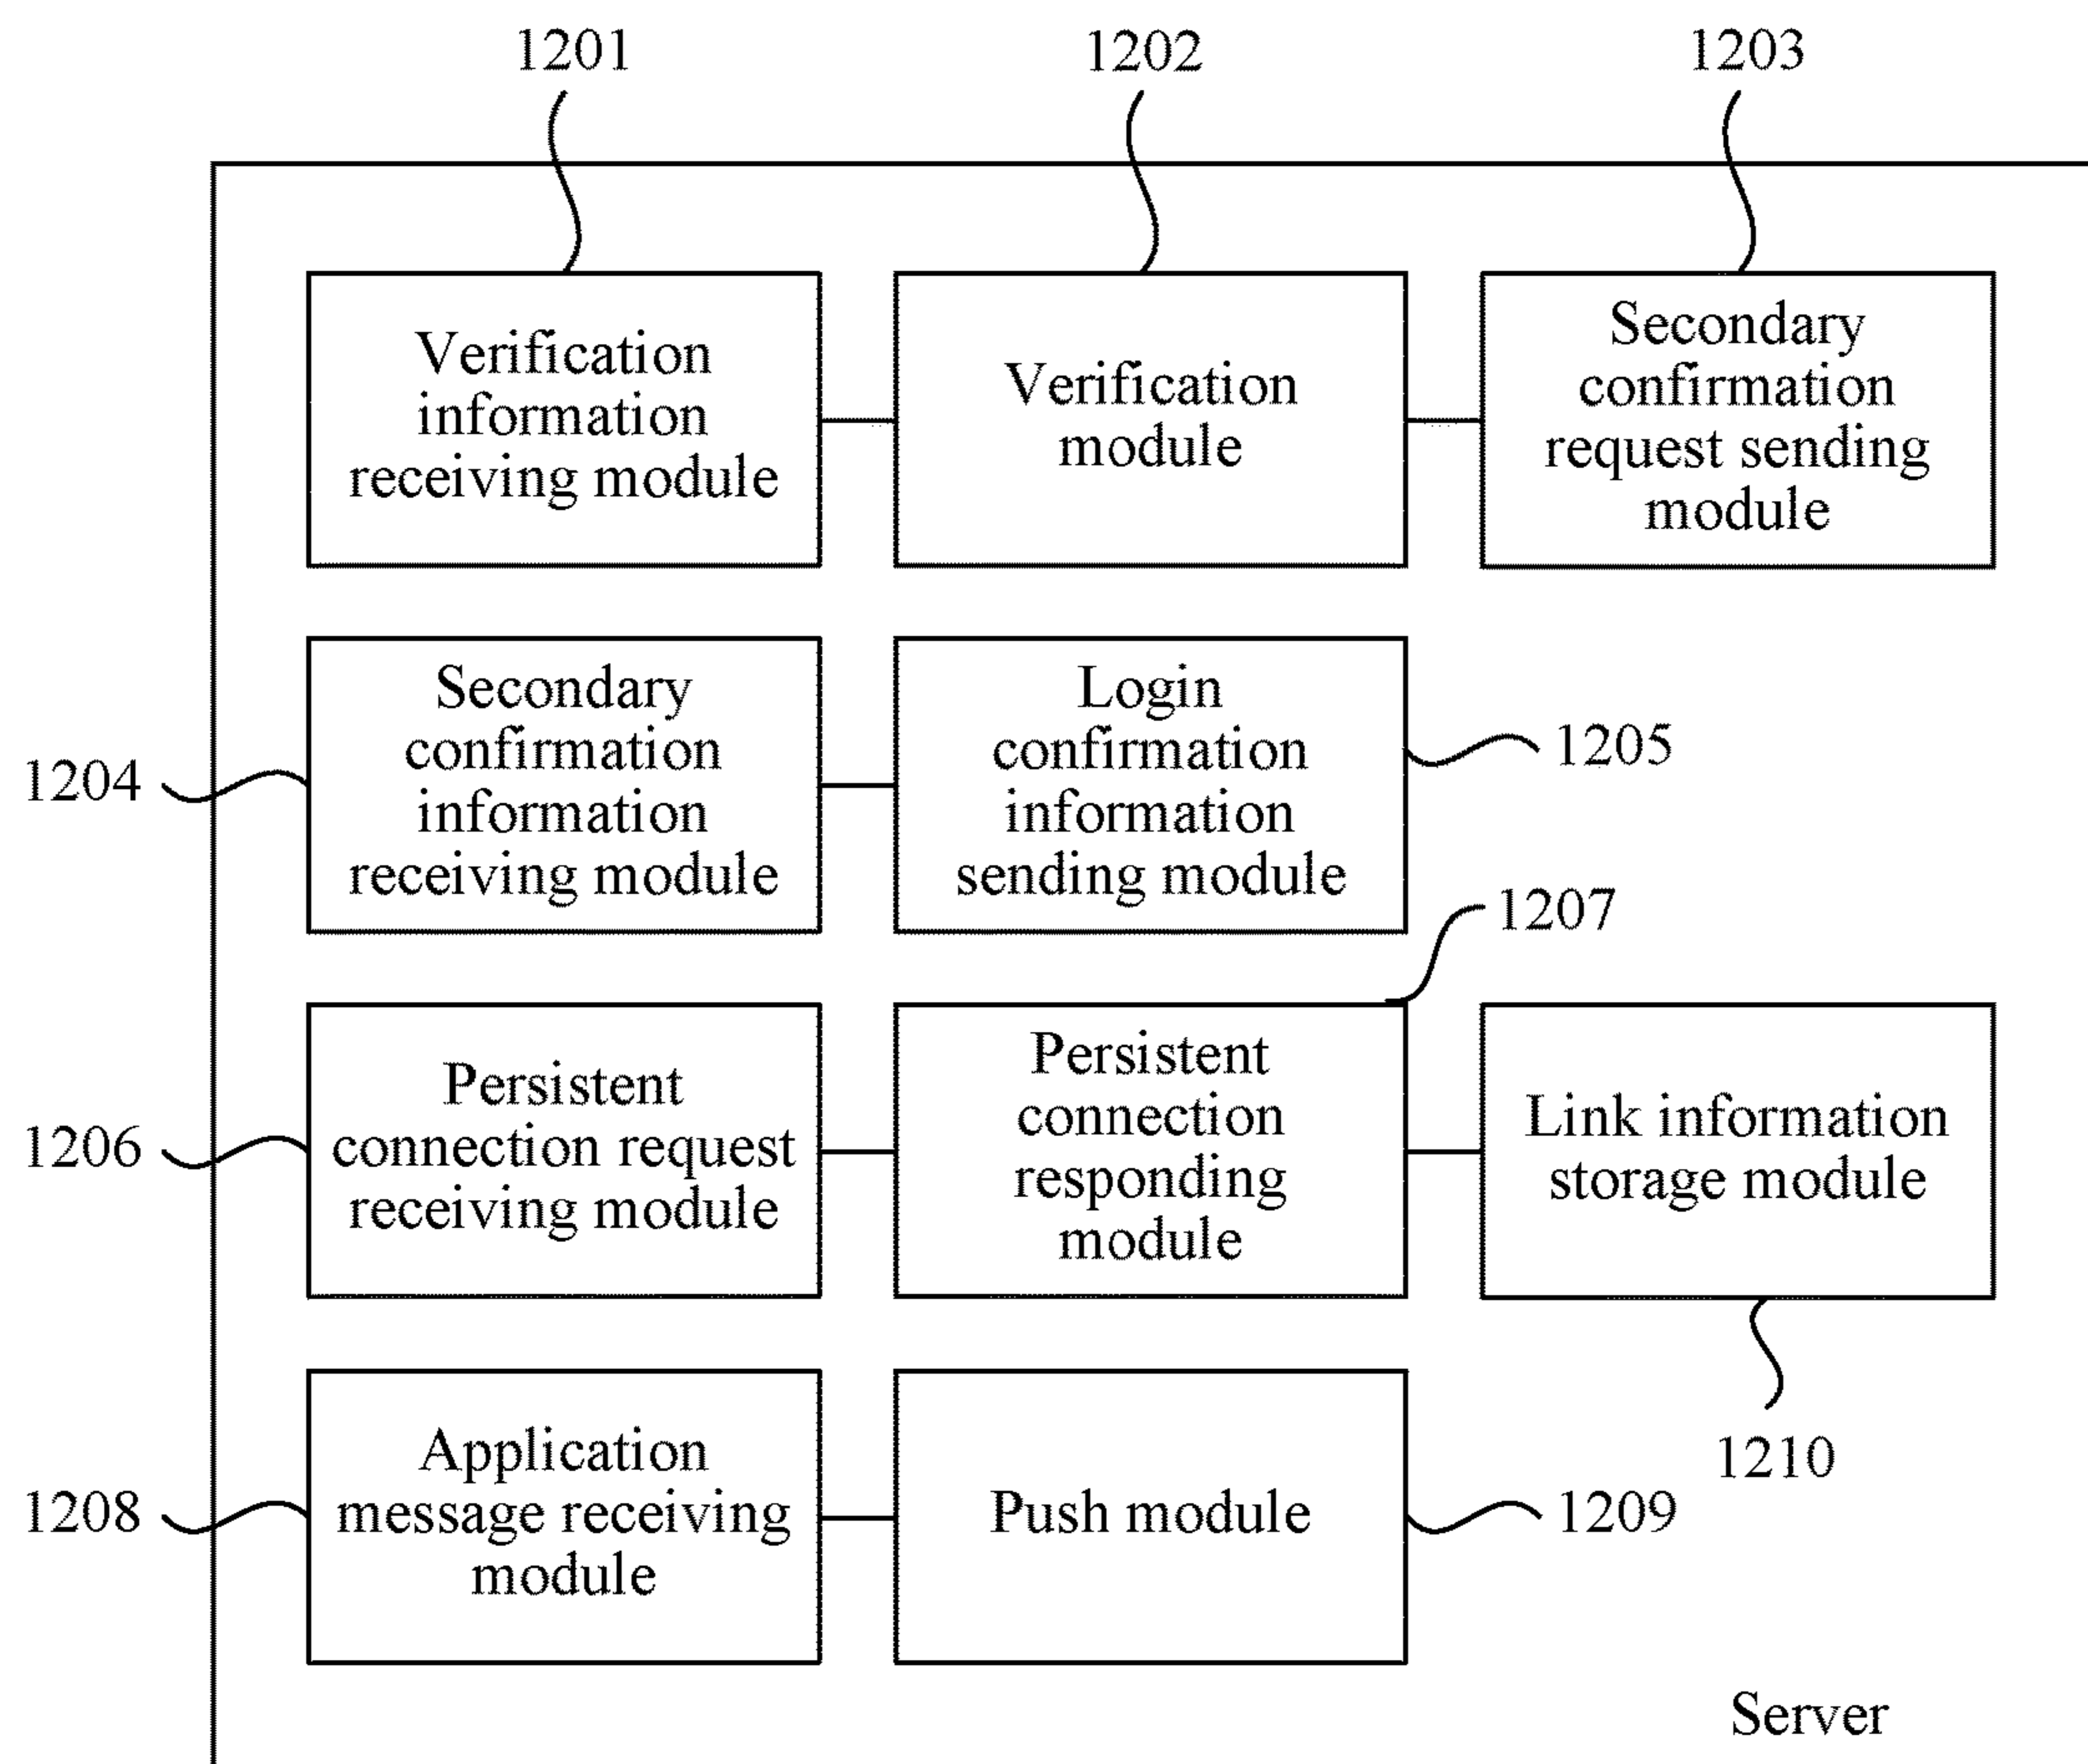 1201
1202
1203
Verification
information
receiving module
Verification
module
Secondary
confirmation
request sending
module
1204
Secondary
confirmation
information
receiving module
Login
confirmation
information
sending module
1205
1206
Persistent
connection request
receiving module
1207
Persistent
connection
responding
module
Link information
storage module
1210
1208
Application
message receiving
module
Push module
1209
Server